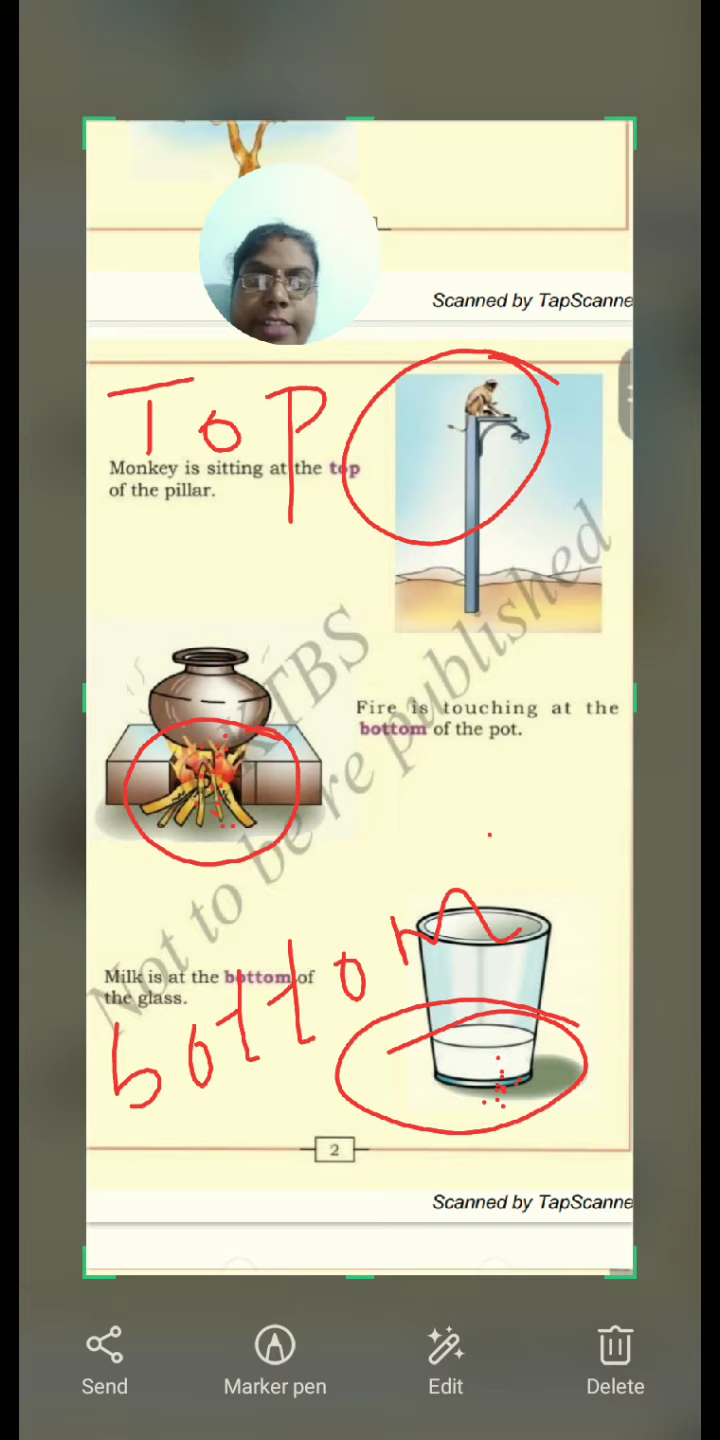 Scanned by TapScanne
Top
Monkey is sitting at the top
of the pillar.
Fire is touching at the
bottom of the pot.
Milk is at the bottom of
the glass.
bottom
KTBS
Not to be re published
2
Scanned by TapScanne
Send
Marker pen
Edit
Delete